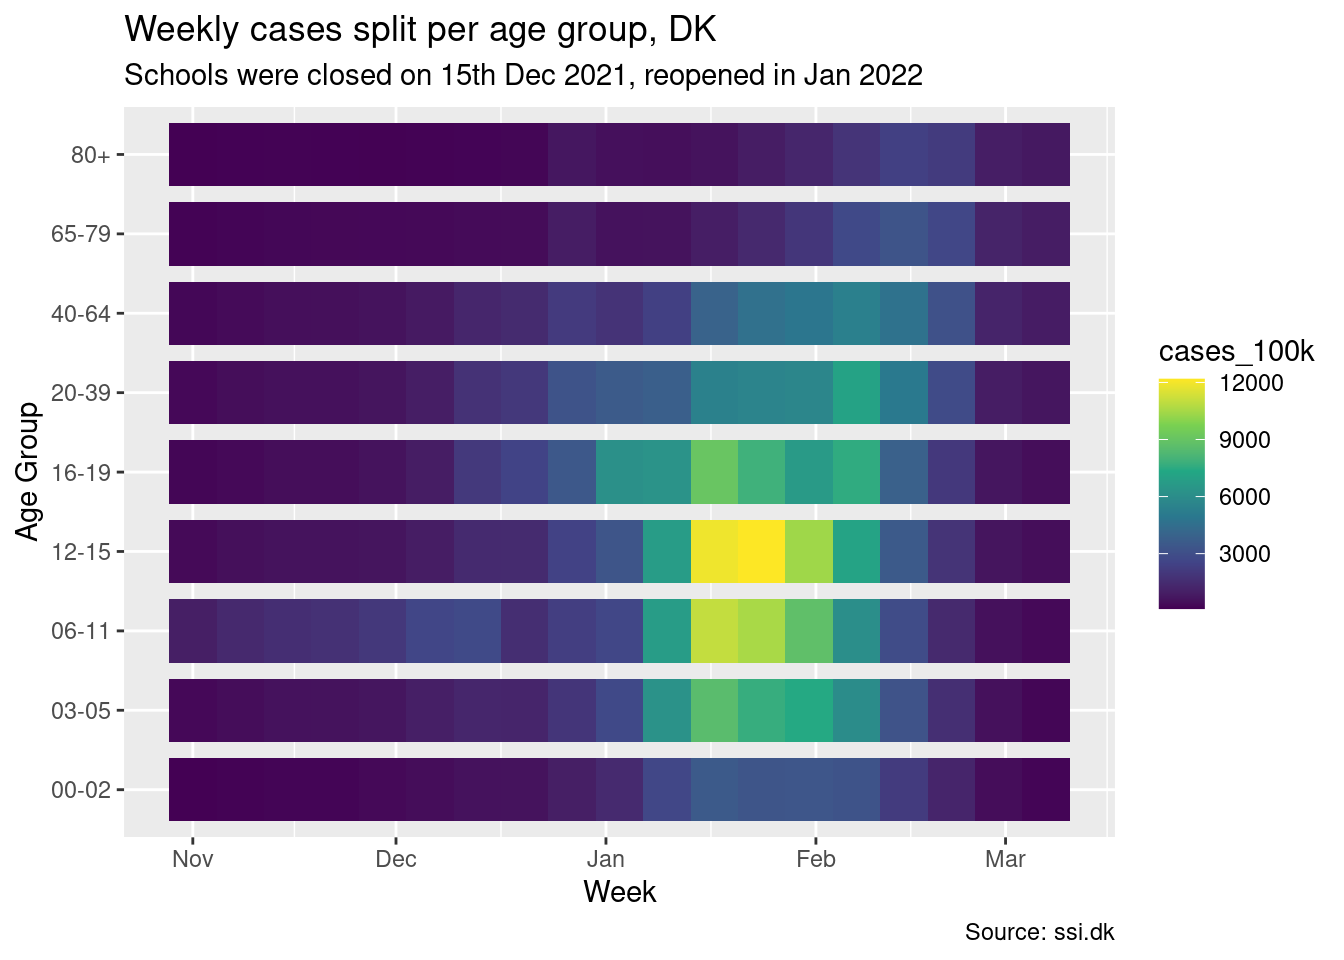 Weekly cases split per age group, DK
Schools were closed on 15th Dec 2021, reopened in Jan 2022
Age Group
80+
65-79
40-64
20-39
16-19
12-15
06-11
03-05
00-02
Nov Dec Jan Feb Mar
Week
cases_100k
12000
9000
6000
3000
Source: ssi.dk